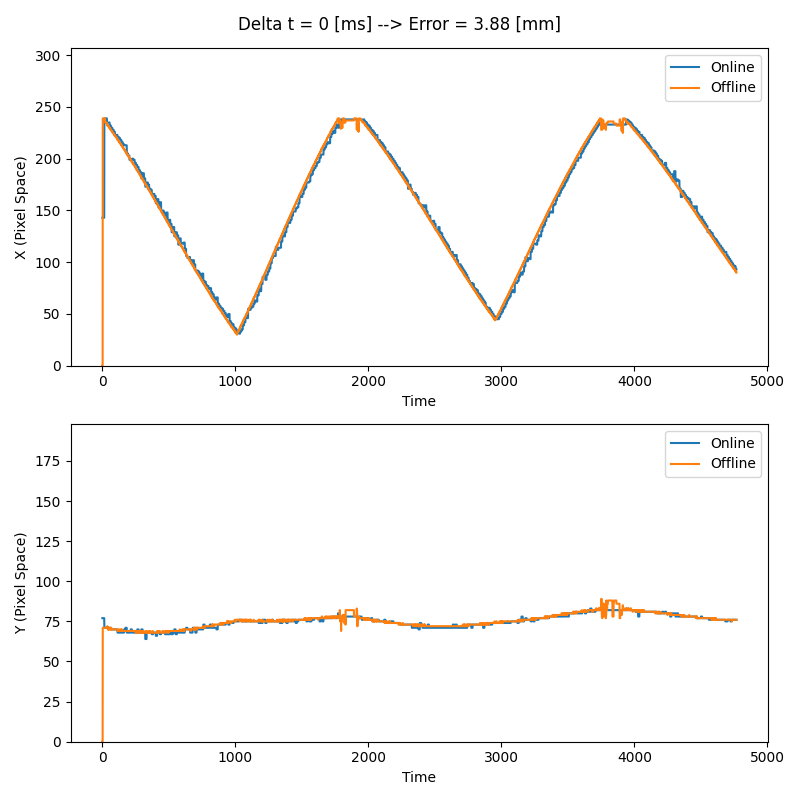 Delta t = 0 [ms] --> Error = 3.88 [mm]
300
250
200
150
100
50
0
X (Pixel Space)
Online
Offline
0 1000 2000 3000 4000 5000
Time
175
150
125
100
75
50
25
0
Y (Pixel Space)
Online
Offline
0 1000 2000 3000 4000 5000
Time